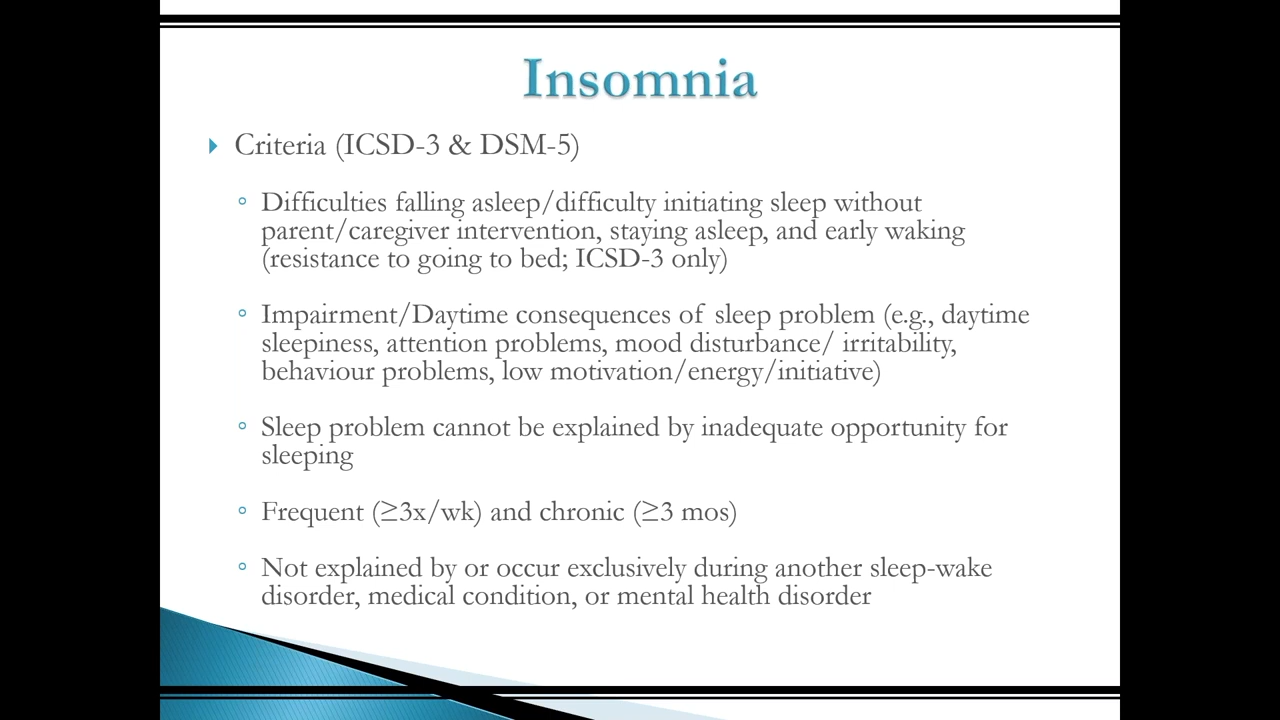 Insomnia
Criteria (ICSD-3 & DSM-5)
Difficulties falling asleep/difficulty initiating sleep without
parent/caregiver intervention, staying asleep, and early waking
(resistance to going to bed; ICSD-3 only)
Impairment/Daytime consequences of sleep problem (e.g., daytime
sleepiness, attention problems, mood disturbance/ irritability,
behaviour problems, low motivation/energy/initiative)
Sleep problem cannot be explained by inadequate opportunity for
sleeping
Frequent (≥3x/wk) and chronic (≥3 mos)
Not explained by or occur exclusively during another sleep-wake
disorder, medical condition, or mental health disorder